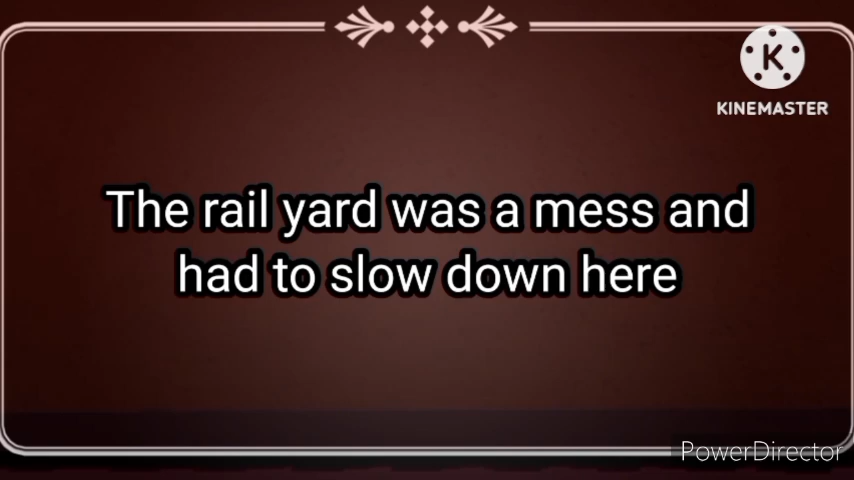 K
KINEMASTER
The rail yard was a mess and
had to slow down here
PowerDirector